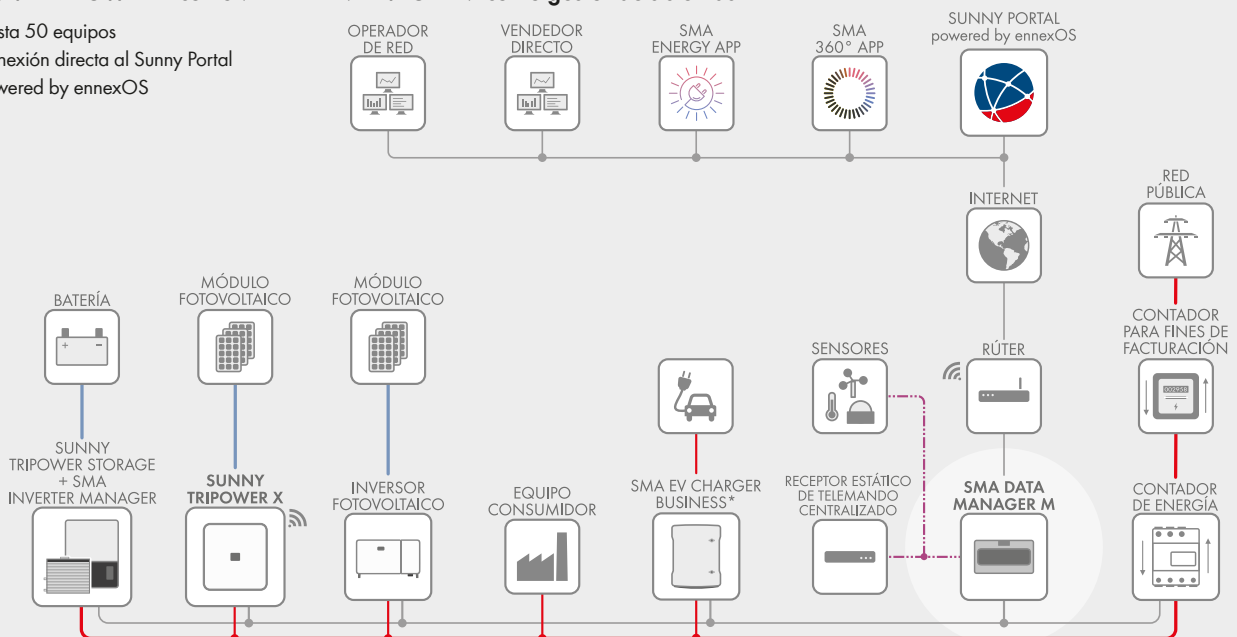 sta 50 equipos
nexión directa al Sunny Portal
wered by ennexOS
OPERADOR
DE RED
VENDEDOR
DIRECTO
SMA
ENERGY APP
SMA
360° APP
SUNNY PORTAL
powered by ennexOS
INTERNET
RED
PÚBLICA
BATERÍA
MÓDULO
FOTOVOLTAICO
MÓDULO
FOTOVOLTAICO
SENSORES
RÚTER
CONTADOR
PARA FINES DE
FACTURACIÓN
SUNNY
TRIPOWER STORAGE
+ SMA
INVERTER MANAGER
SUNNY
TRIPOWER X
INVERSOR
FOTOVOLTAICO
EQUIPO
CONSUMIDOR
SMA EV CHARGER
BUSINESS*
RECEPTOR ESTÁTICO
DE TELEMANDO
CENTRALIZADO
SMA DATA
MANAGER M
CONTADOR
DE ENERGÍA